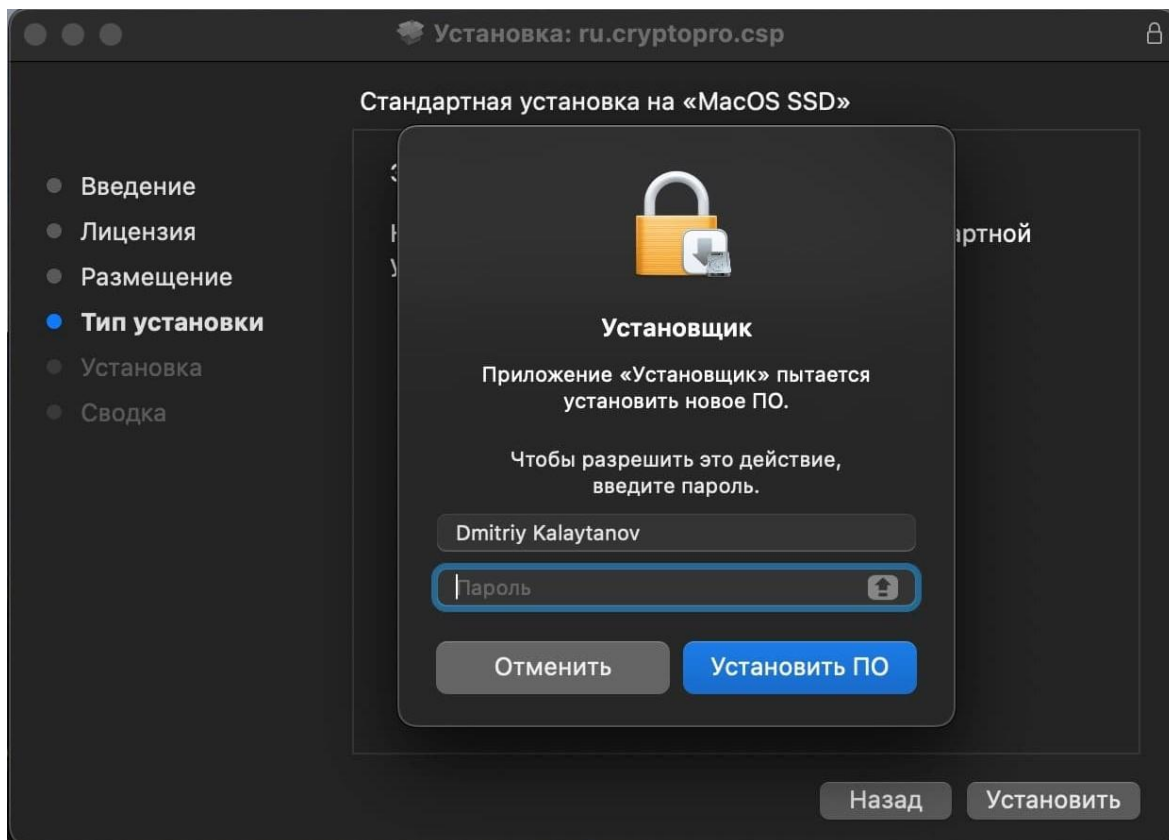 Установка: ru.cryptopro.csp
Стандартная установка на «MacOS SSD»
Введение
Лицензия
Размещение
Тип установки
Установка
Сводка
Установщик
Приложение «Установщик» пытается
установить новое ПО.
Чтобы разрешить это действие,
введите пароль.
Dmitriy Kalaytanov
Пароль
Отменить
Установить ПО
Назад
Установить